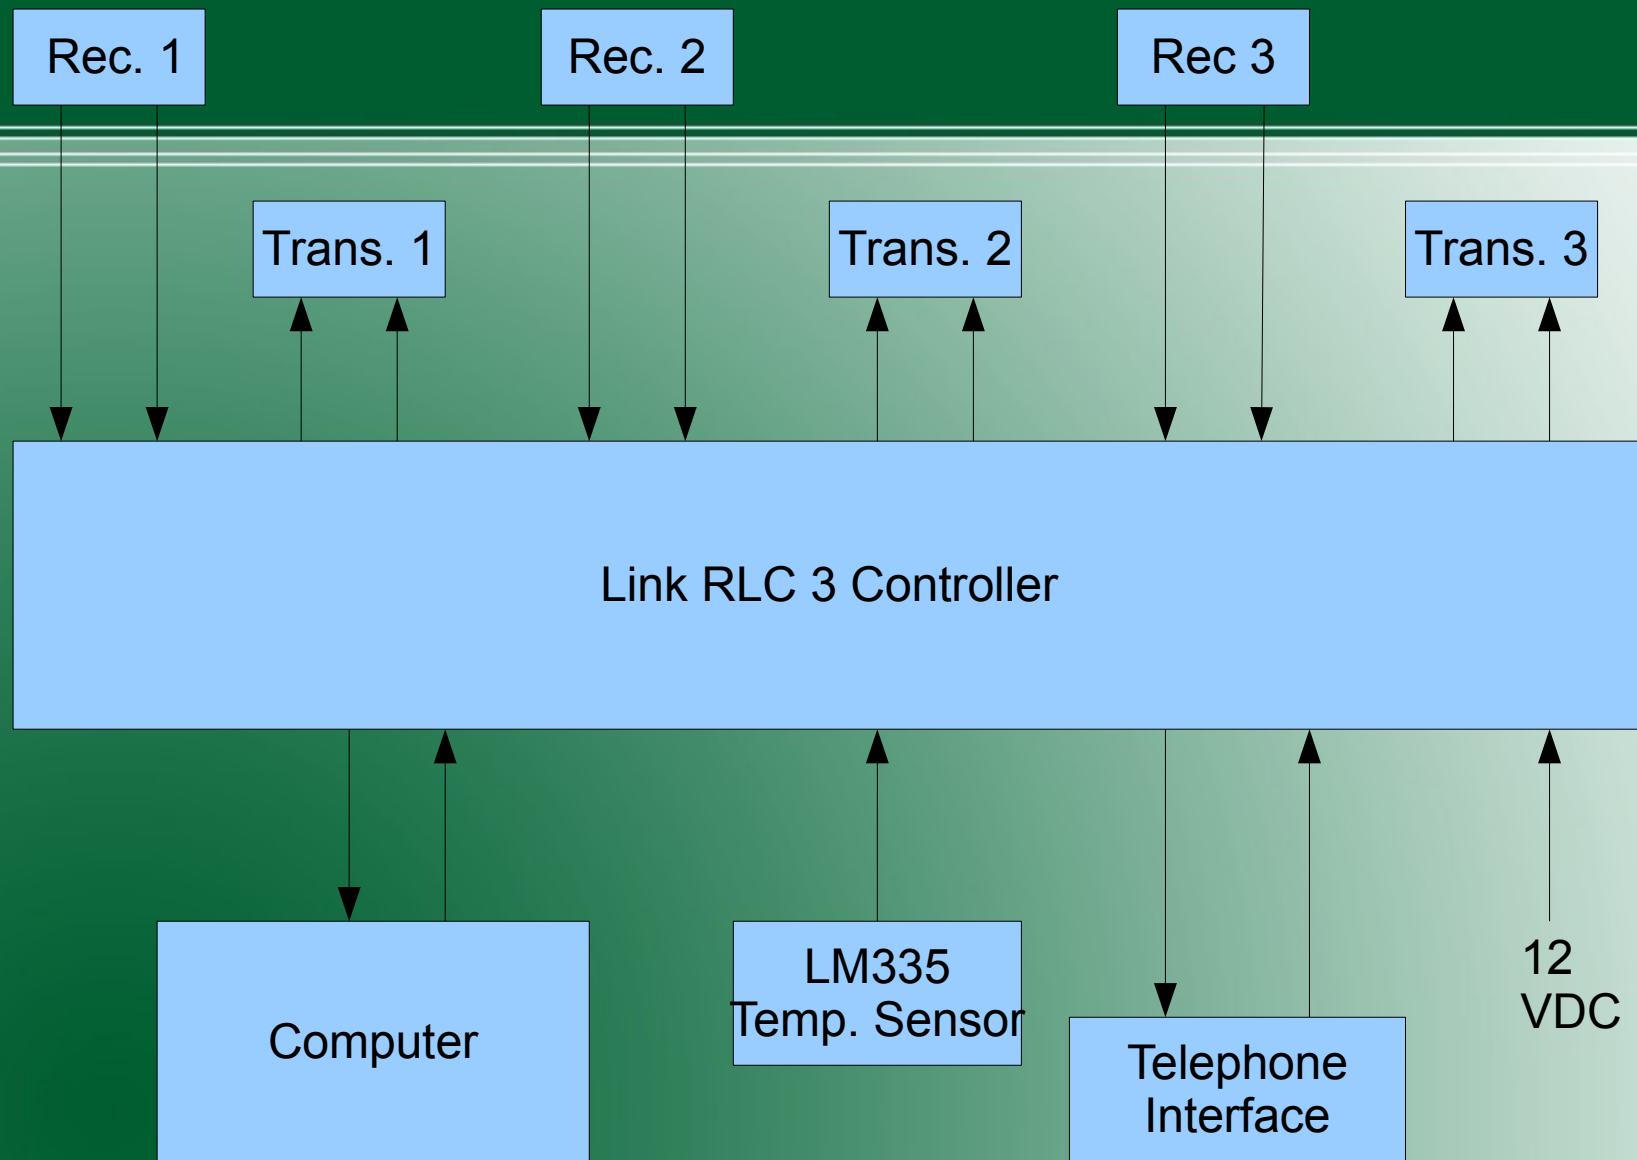 Rec. 1
Rec. 2
Rec 3
Trans. 1
Trans. 2
Trans. 3
Link RLC 3 Controller
Computer
LM335
Temp. Sensor
Telephone
Interface
12
VDC